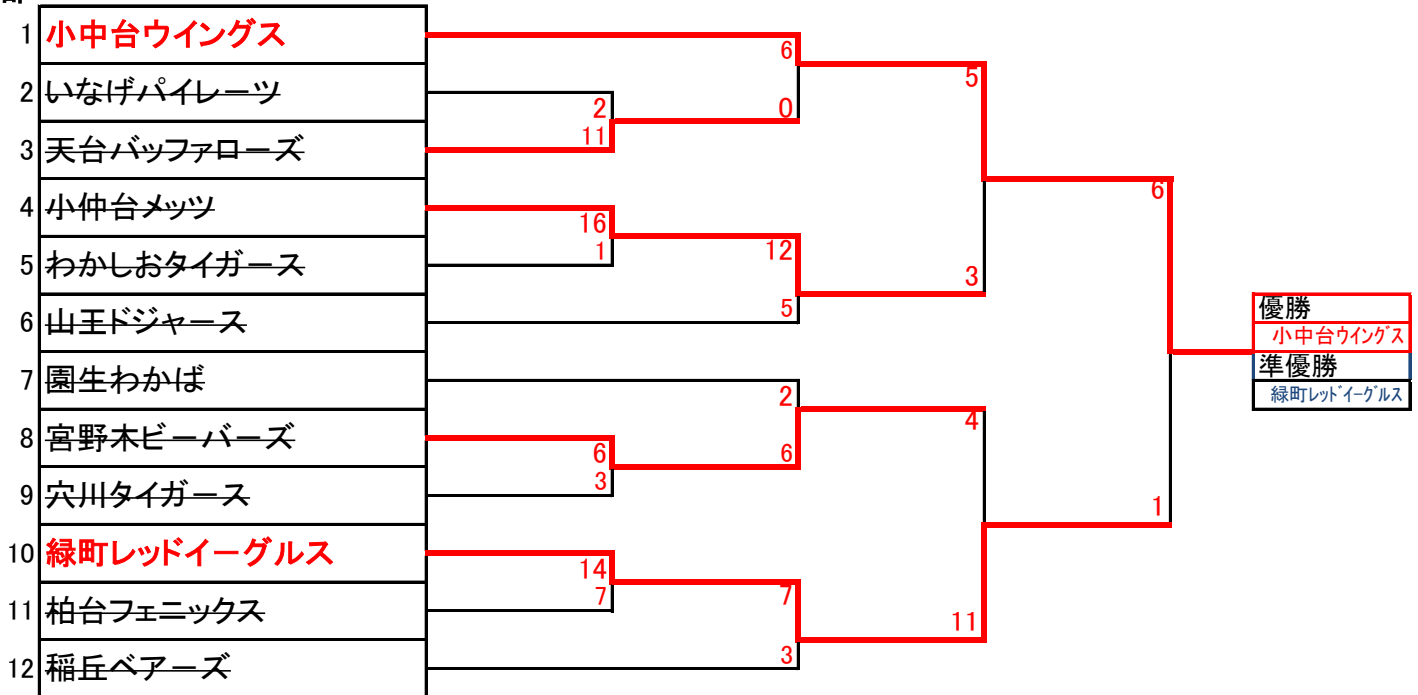 1 小中台ウイングス
2 いなげパイレーツ
3 天台バッファローズ
4 小仲台メッツ
5 わかしおタイガース
6 山王ドジャース
7 園生わかば
8 宮野木ビーバーズ
9 穴川タイガース
10 緑町レッドイーグルス
11 柏台フェニックス
12 稲丘ベアーズ
2
11
16
1
6
3
14
7
6
0
12
5
2
6
7
3
5
3
4
11
6
1
優勝
小中台ウイングス
準優勝
緑町レッドイーグルス